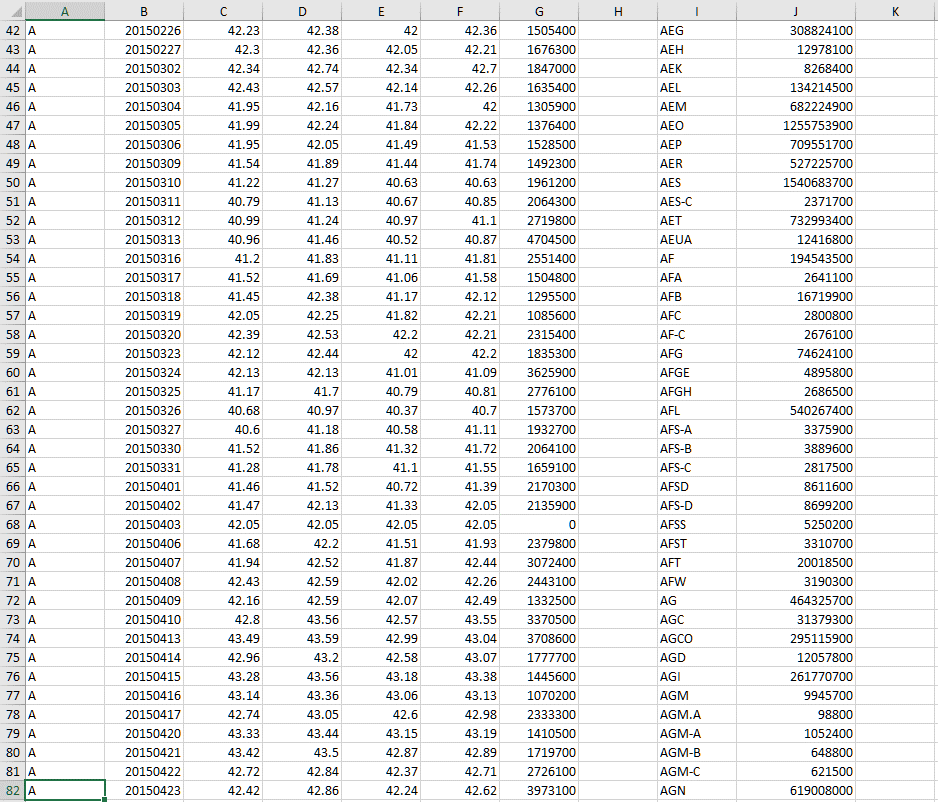 A B C D E F G H I J K
42 A 20150226 42.23 42.38 42 42.36 1505400 AEG 308824100
43 A 20150227 42.3 42.36 42.05 42.21 1676300 AEH 12978100
44 A 20150302 42.34 42.74 42.34 42.7 1847000 AEK 8268400
45 A 20150303 42.43 42.57 42.14 42.26 1635400 AEL 134214500
46 A 20150304 41.95 42.16 41.73 42 1305900 AEM 682224900
47 A 20150305 41.99 42.24 41.84 42.22 1376400 AEO 1255753900
48 A 20150306 41.95 42.05 41.49 41.53 1528500 AEP 709551700
49 A 20150309 41.54 41.89 41.44 41.74 1492300 AER 527225700
50 A 20150310 41.22 41.27 40.63 40.63 1961200 AES 1540683700
51 A 20150311 40.79 41.13 40.67 40.85 2064300 AES-C 2371700
52 A 20150312 40.99 41.24 40.97 41.1 2719800 AET 732993400
53 A 20150313 40.96 41.46 40.52 40.87 4704500 AEUA 12416800
54 A 20150316 41.2 41.83 41.11 41.81 2551400 AF 194543500
55 A 20150317 41.52 41.69 41.06 41.58 1504800 AFA 2641100
56 A 20150318 41.45 42.38 41.17 42.12 1295500 AFB 16719900
57 A 20150319 42.05 42.25 41.82 42.21 1085600 AFC 2800800
58 A 20150320 42.39 42.53 42.2 42.21 2315400 AF-C 2676100
59 A 20150323 42.12 42.44 42 42.2 1835300 AFG 74624100
60 A 20150324 42.13 42.13 41.01 41.09 3625900 AFGE 4895800
61 A 20150325 41.17 41.7 40.79 40.81 2776100 AFGH 2686500
62 A 20150326 40.68 40.97 40.37 40.7 1573700 AFL 540267400
63 A 20150327 40.6 41.18 40.58 41.11 1932700 AFS-A 3375900
64 A 20150330 41.52 41.86 41.32 41.72 2064100 AFS-B 3889600
65 A 20150331 41.28 41.78 41.1 41.55 1659100 AFS-C 2817500
66 A 20150401 41.46 41.52 40.72 41.39 2170300 AFSD 8611600
67 A 20150402 41.47 42.13 41.33 42.05 2135900 AFS-D 8699200
68 A 20150403 42.05 42.05 42.05 42.05 0 AFSS 5250200
69 A 20150406 41.68 42.2 41.51 41.93 2379800 AFST 3310700
70 A 20150407 41.94 42.52 41.87 42.44 3072400 AFT 20018500
71 A 20150408 42.43 42.59 42.02 42.26 2443100 AFW 3190300
72 A 20150409 42.16 42.59 42.07 42.49 1332500 AG 464325700
73 A 20150410 42.8 43.56 42.57 43.55 3370500 AGC 31379300
74 A 20150413 43.49 43.59 42.99 43.04 3708600 AGCO 295115900
75 A 20150414 42.96 43.2 42.58 43.07 1777700 AGD 12057800
76 A 20150415 43.28 43.56 43.18 43.38 1445600 AGI 261770700
77 A 20150416 43.14 43.36 43.06 43.13 1070200 AGM 9945700
78 A 20150417 42.74 43.05 42.6 42.98 2333300 AGM.A 98800
79 A 20150420 43.33 43.44 43.15 43.19 1410500 AGM-A 1052400
80 A 20150421 43.42 43.5 42.87 42.89 1719700 AGM-B 648800
81 A 20150422 42.72 42.84 42.37 42.71 2726100 AGM-C 621500
82 A 20150423 42.42 42.86 42.24 42.62 3973100 AGN 619008000